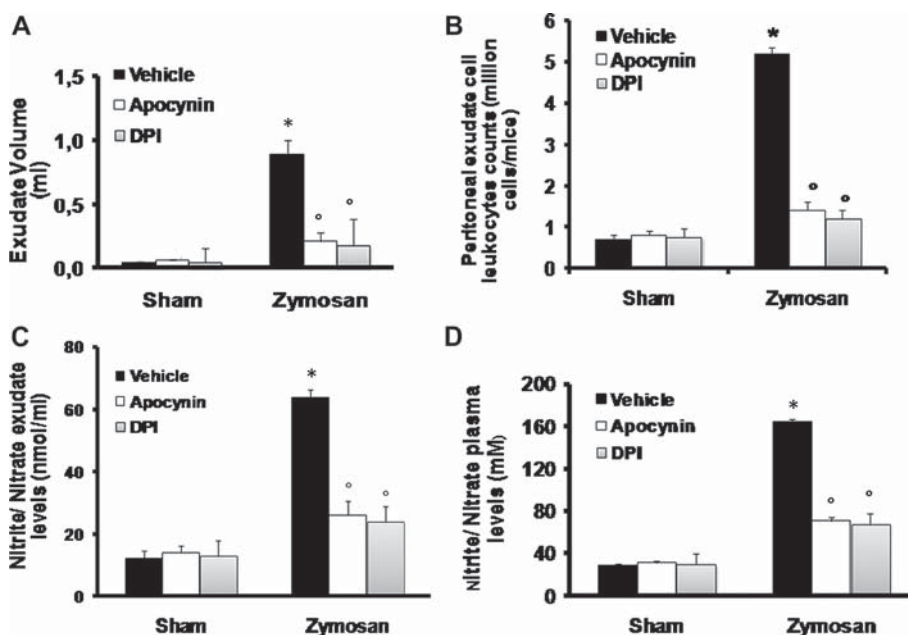 A
Exudate Volume
(ml)
1,5
1,0
0,5
0,0
Vehicle
Apocynin
DPI
*
°
°
Sham
Zymosan
B
Peritoneal exudate cell
leukocytes counts (million
cells/mice)
6
5
4
3
2
1
0
Vehicle
Apocynin
DPI
*
°
°
Sham
Zymosan
C
Nitrite/ Nitrate exudate
levels (nmol/ml)
80
60
40
20
0
Vehicle
Apocynin
DPI
*
°
°
Sham
Zymosan
D
Nitrite/ Nitrate plasma
levels (mM)
200
160
120
80
40
0
Vehicle
Apocynin
DPI
*
°
°
Sham
Zymosan